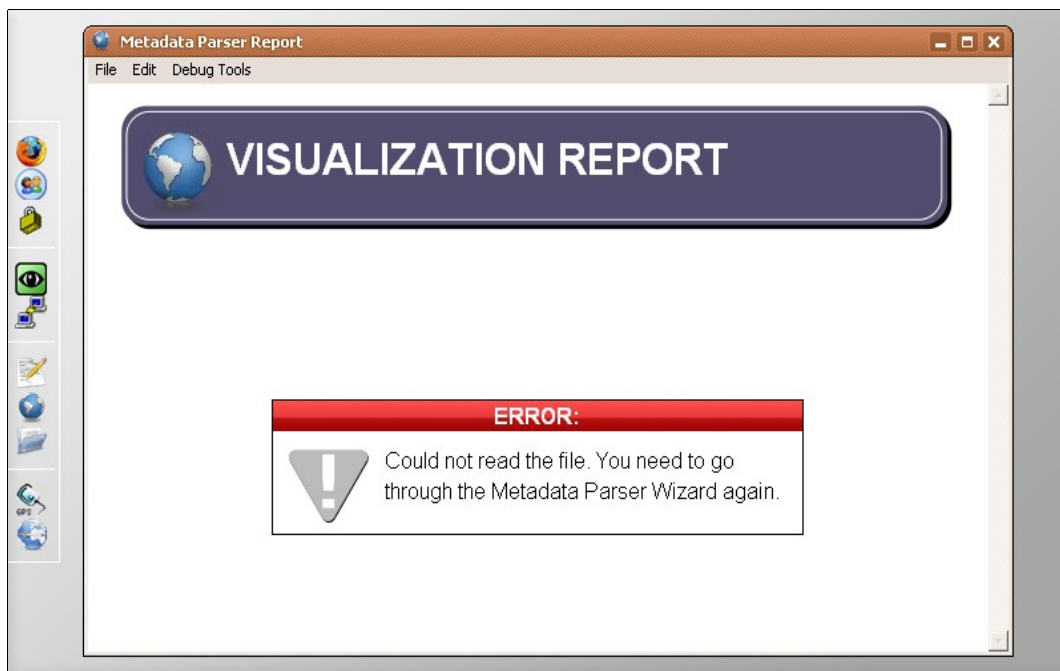 Metadata Parser Report
File Edit Debug Tools
VISUALIZATION REPORT
ERROR:
Could not read the file. You need to go
through the Metadata Parser Wizard again.
GPS